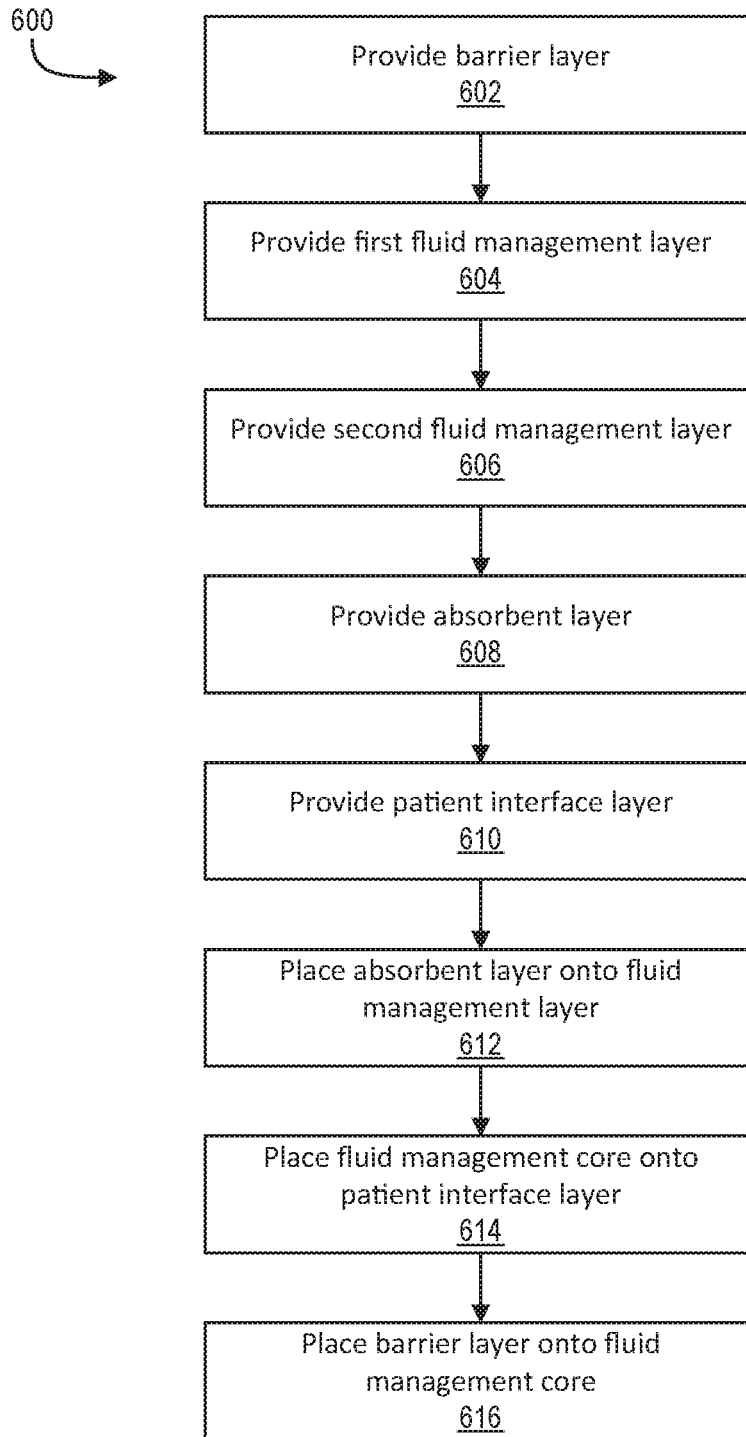 600
Provide barrier layer
602
Provide first fluid management layer
604
Provide second fluid management layer
606
Provide absorbent layer
608
Provide patient interface layer
610
Place absorbent layer onto fluid
management layer
612
Place fluid management core onto
patient interface layer
614
Place barrier layer onto fluid
management core
616